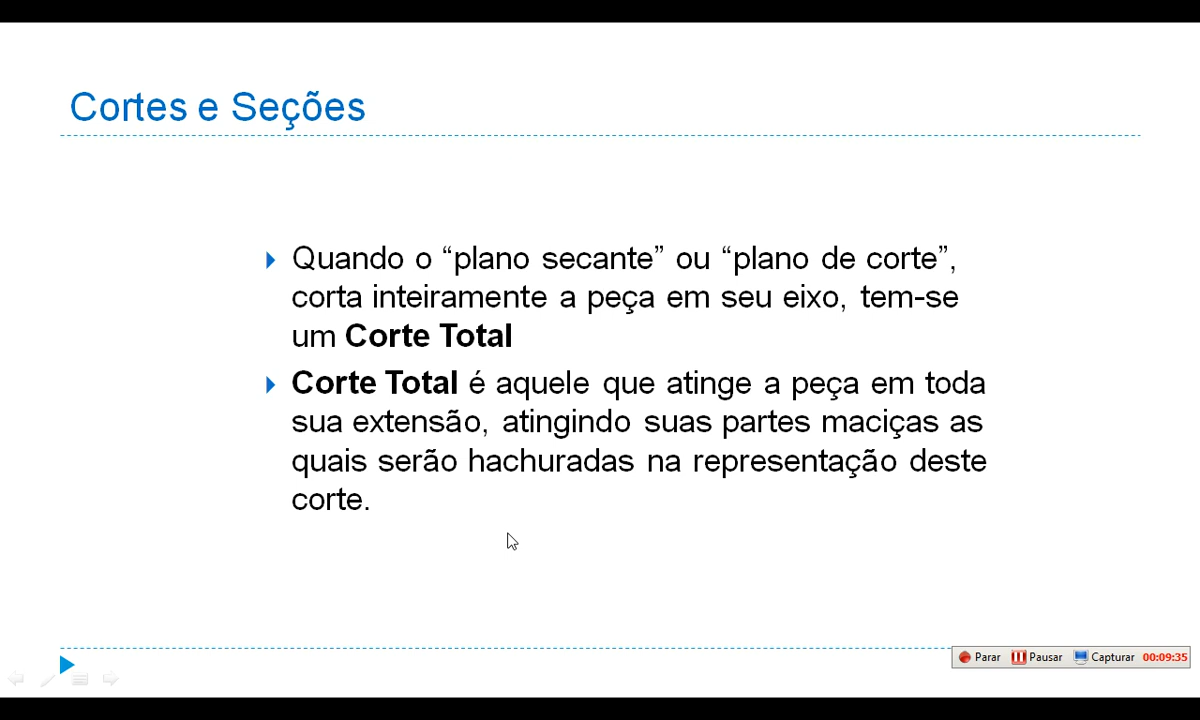 Cortes e Seções
Quando o “plano secante” ou “plano de corte”,
corta inteiramente a peça em seu eixo, tem-se
um Corte Total
Corte Total é aquele que atinge a peça em toda
sua extensão, atingindo suas partes maciças as
quais serão hachuradas na representação deste
corte.
Parar Pausar Capturar 00:09:35